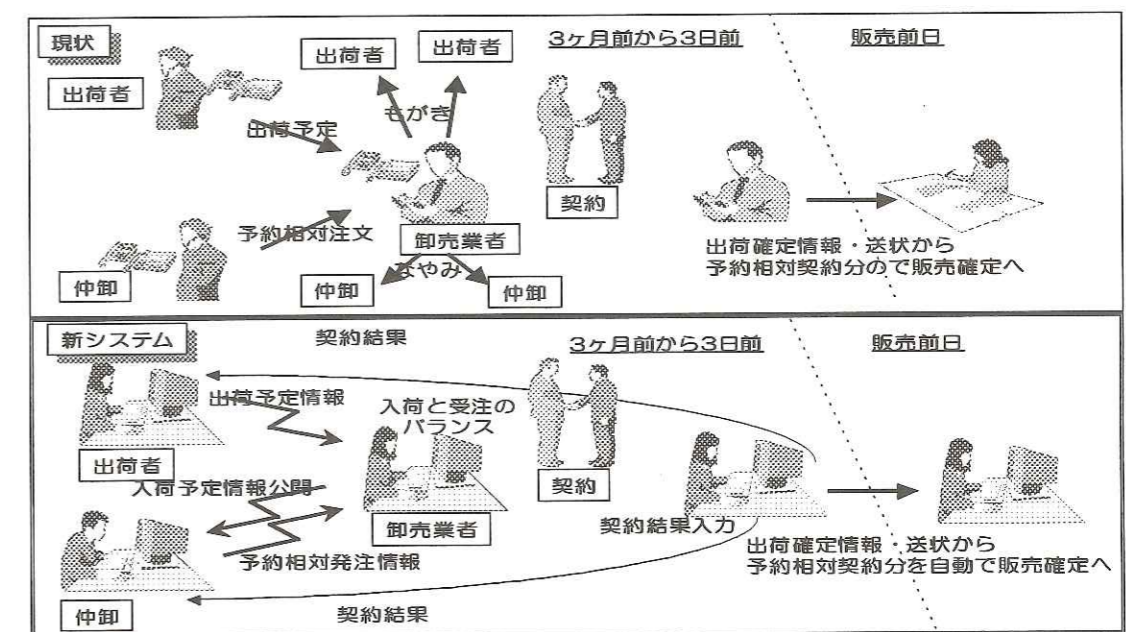 現状
出荷者
出荷者
出荷者
3ヶ月前から3日前
販売前日
もがき
出荷予定
契約
予約相対注文
卸売業者
なやみ
仲卸
仲卸
仲卸
出荷確定情報・送状から
予約相対契約分ので販売確定へ
新システム
契約結果
3ヶ月前から3日前
販売前日
出荷予定情報
入荷と受注の
バランス
出荷者
入荷予定情報公開
契約
卸売業者
契約結果入力
予約相対発注情報
出荷確定情報・送状から
予約相対契約分を自動で販売確定へ
仲卸
契約結果